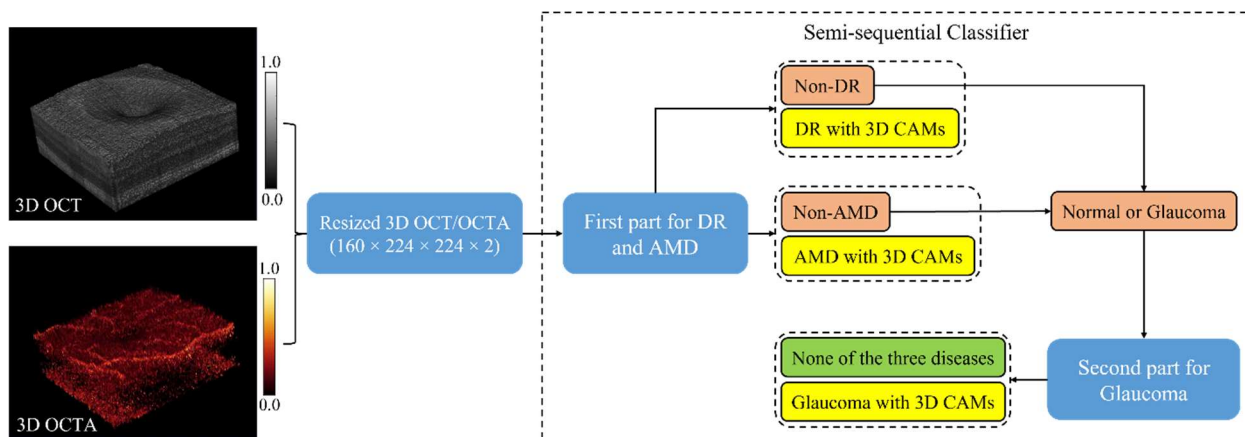 1.0
0.0
3D OCT
1.0
0.0
3D OCTA
Resized 3D OCT/OCTA
(160 × 224 × 224 × 2)
Semi-sequential Classifier
First part for DR
and AMD
Non-DR
DR with 3D CAMs
Non-AMD
AMD with 3D CAMs
Normal or Glaucoma
Second part for
Glaucoma
None of the three diseases
Glaucoma with 3D CAMs